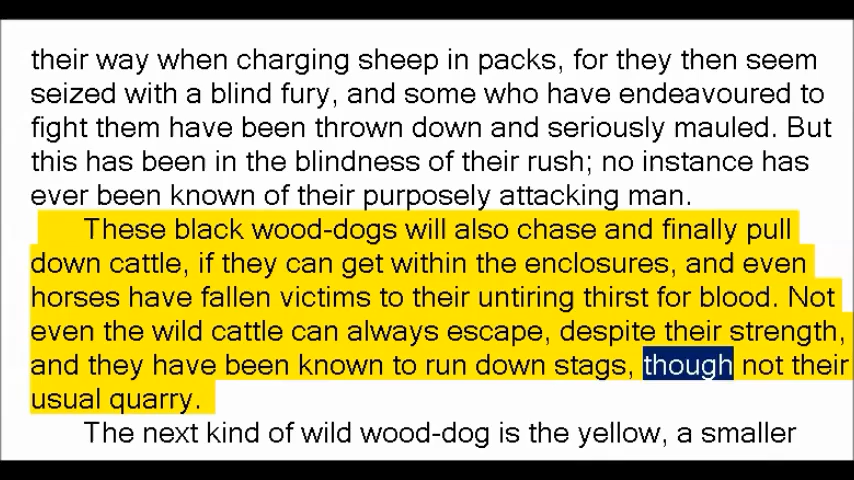 their way when charging sheep in packs, for they then seem
seized with a blind fury, and some who have endeavoured to
fight them have been thrown down and seriously mauled. But
this has been in the blindness of their rush; no instance has
ever been known of their purposely attacking man.
These black wood-dogs will also chase and finally pull
down cattle, if they can get within the enclosures, and even
horses have fallen victims to their untiring thirst for blood. Not
even the wild cattle can always escape, despite their strength,
and they have been known to run down stags, though not their
usual quarry.
The next kind of wild wood-dog is the yellow, a smaller